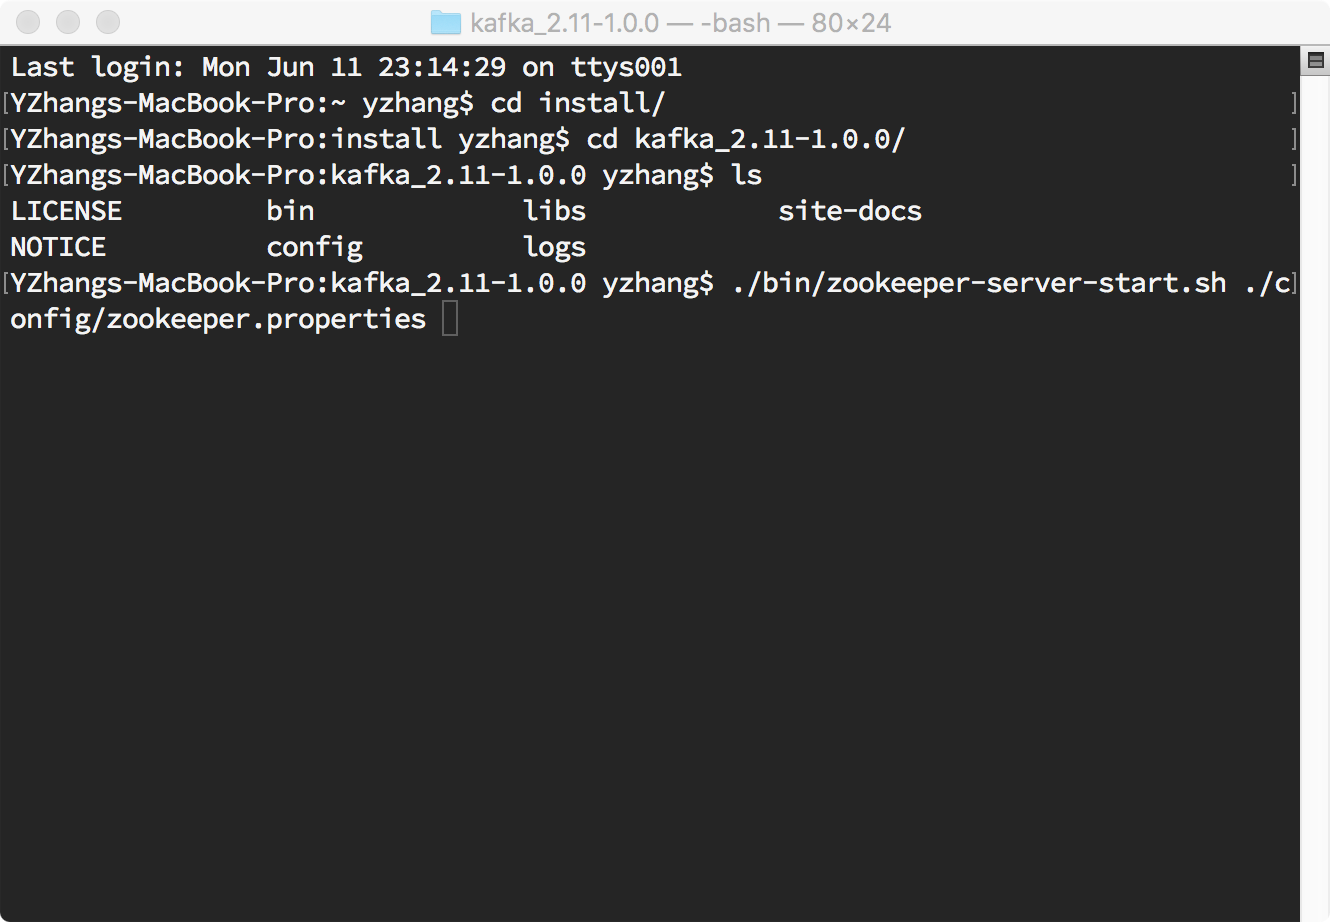 kafka_2.11-1.0.0 — -bash — 80×24
Last login: Mon Jun 11 23:14:29 on ttys001
[YZhangs-MacBook-Pro:~ yzhang$ cd install/ ]
[YZhangs-MacBook-Pro:install yzhang$ cd kafka_2.11-1.0.0/ ]
[YZhangs-MacBook-Pro:kafka_2.11-1.0.0 yzhang$ ls ]
LICENSE bin libs site-docs
NOTICE config logs
[YZhangs-MacBook-Pro:kafka_2.11-1.0.0 yzhang$ ./bin/zookeeper-server-start.sh ./c]
onfig/zookeeper.properties